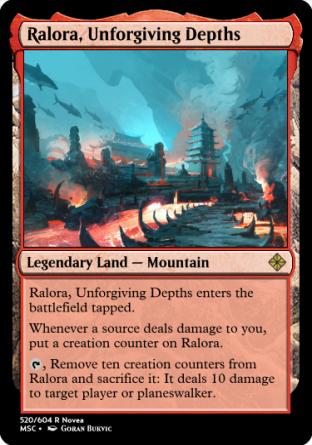 Ralora, Unforgiving Depths
Legendary Land — Mountain
Ralora, Unforgiving Depths enters the
battlefield tapped.
Whenever a source deals damage to you,
put a creation counter on Ralora.
, Remove ten creation counters from
Ralora and sacrifice it: It deals 10 damage
to target player or planeswalker.
520/604 R Novea
MSC • Goran Bukvic